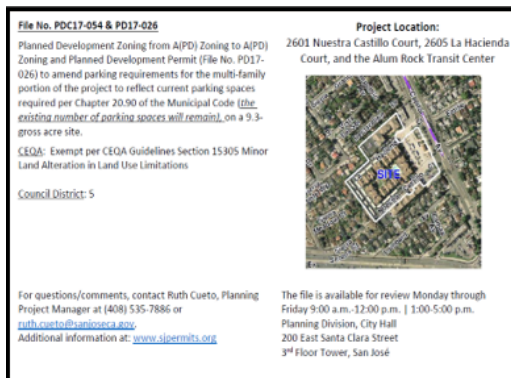 File No. PDC17-054 & PD17-026
Planned Development Zoning from A(PD) Zoning to A(PD)
Zoning and Planned Development Permit (File No. PD17-
026) to amend parking requirements for the multi-family
portion of the project to reflect current parking spaces
required per Chapter 20.90 of the Municipal Code (the
existing number of parking spaces will remain), on a 9.3-
gross acre site.
CEQA: Exempt per CEQA Guidelines Section 15305 Minor
Land Alteration in Land Use Limitations
Council District: 5
For questions/comments, contact Ruth Cueto, Planning
Project Manager at (408) 535-7886 or
ruth.cueto@sanjoseca.gov.
Additional information at: www.sjpermits.org
Project Location:
2601 Nuestra Castillo Court, 2605 La Hacienda
Court, and the Alum Rock Transit Center
SITE
The file is available for review Monday through
Friday 9:00 a.m.-12:00 p.m. | 1:00-5:00 p.m.
Planning Division, City Hall
200 East Santa Clara Street
3rd Floor Tower, San José